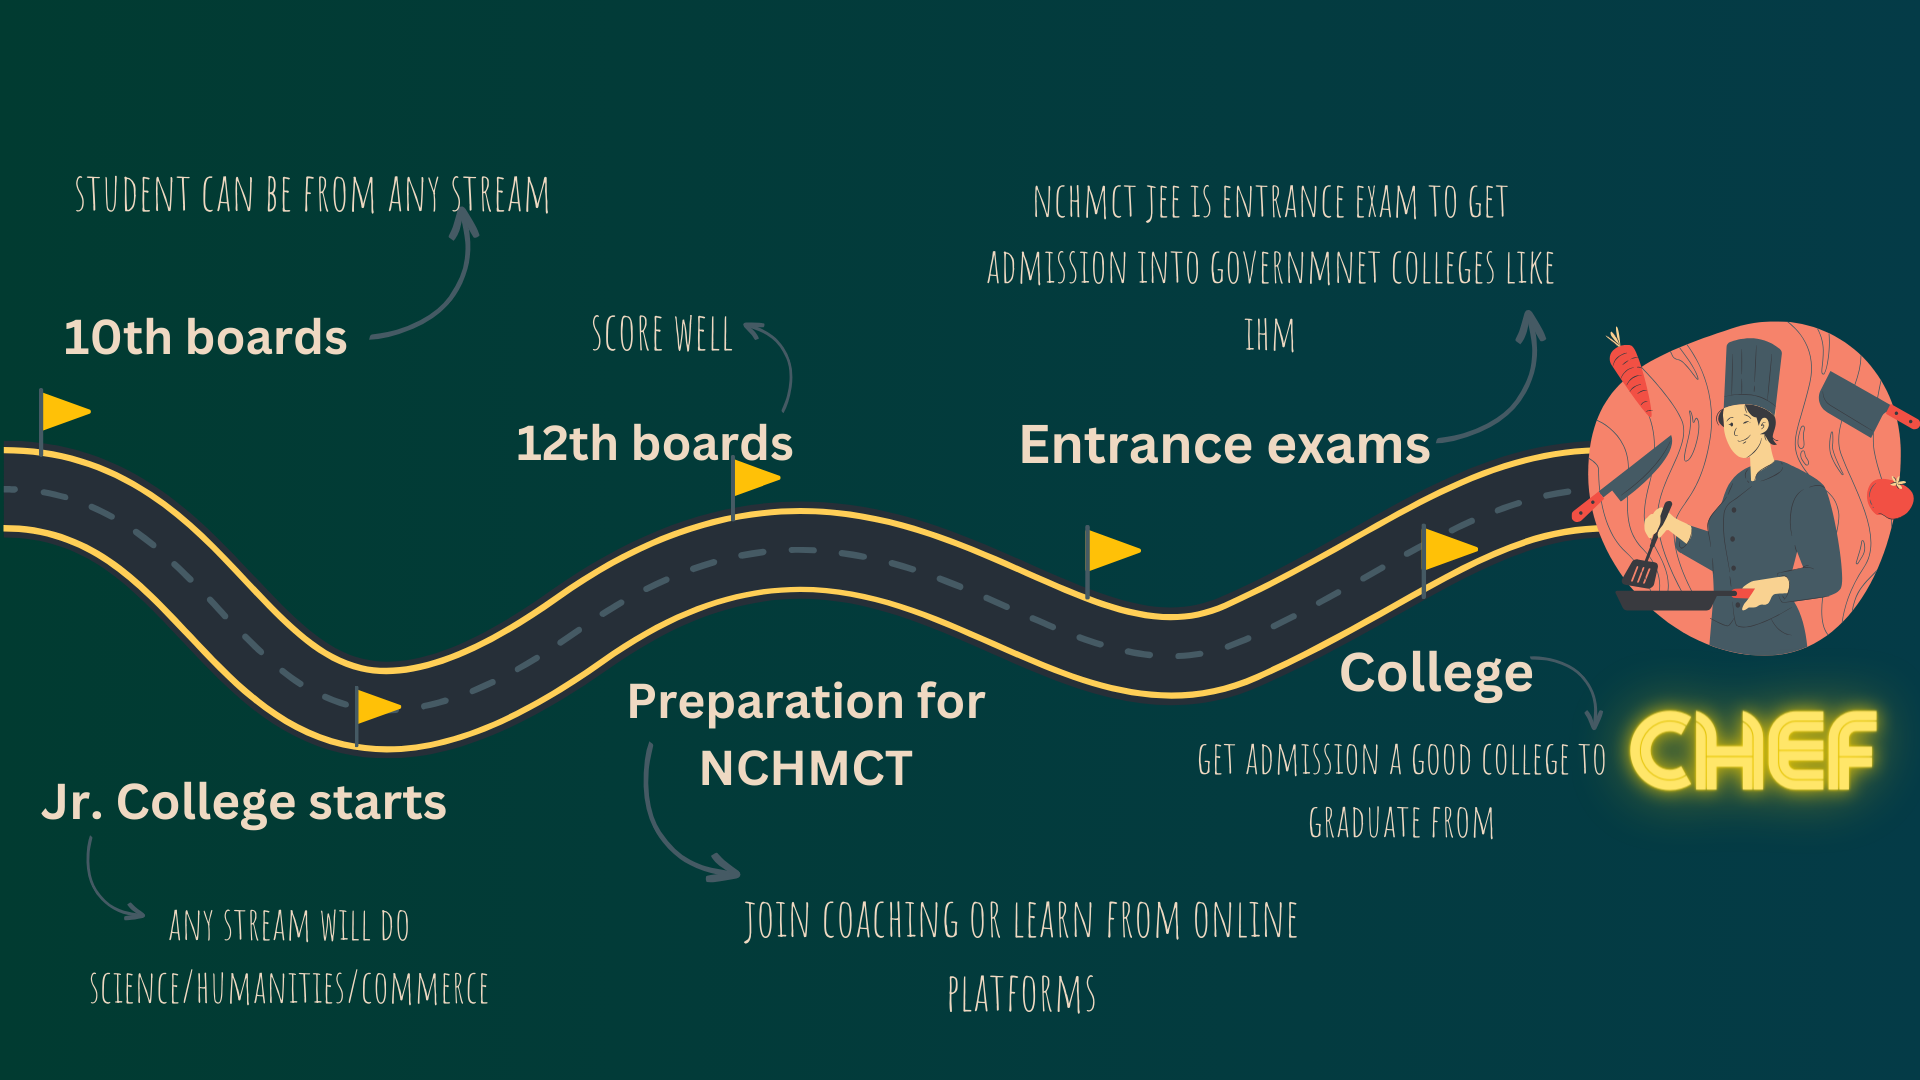 STUDENT CAN BE FROM ANY STREAM
10th boards
Jr. College starts
ANY STREAM WILL DO
SCIENCE/HUMANITIES/COMMERCE
SCORE WELL
12th boards
Preparation for
NCHMCT
JOIN COACHING OR LEARN FROM ONLINE
PLATFORMS
NCHMCT JEE IS ENTRANCE EXAM TO GET
ADMISSION INTO GOVERNMNET COLLEGES LIKE
IHM
Entrance exams
College
GET ADMISSION A GOOD COLLEGE TO
GRADUATE FROM
CHEF